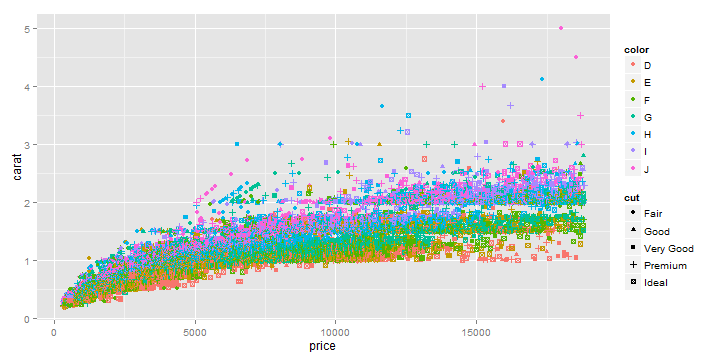 5
4
3
2
1
0
carat
0
5000
10000
15000
price
color
D
E
F
G
H
I
J
cut
Fair
Good
Very Good
Premium
Ideal